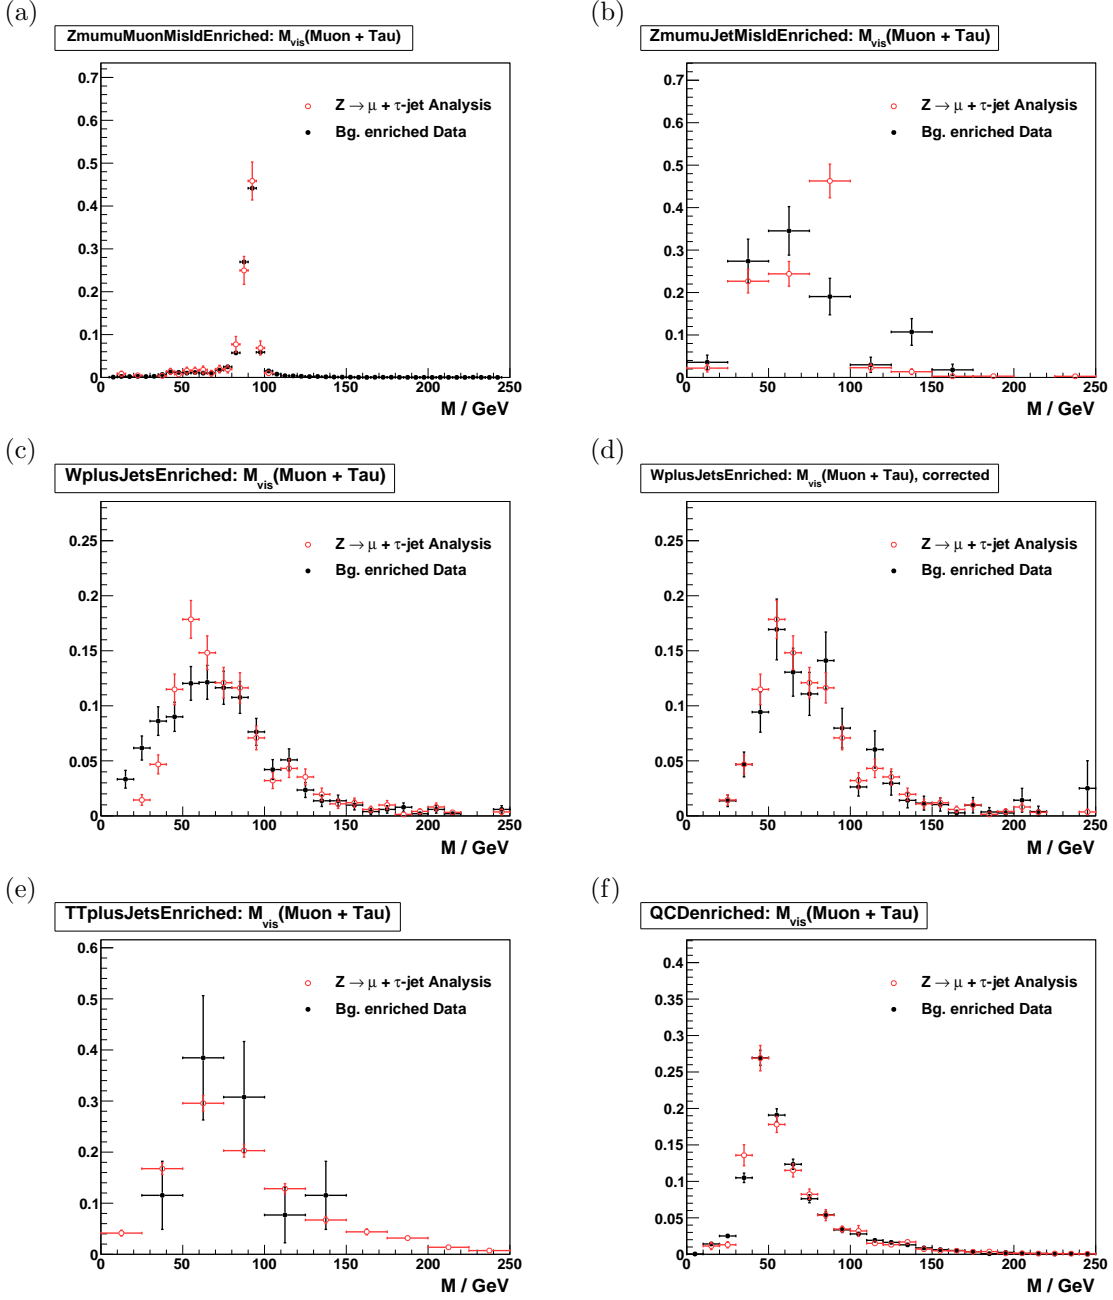 (a)
ZmumuMuonMisIdEnriched: M_vis(Muon + Tau)
0.7
0.6
0.5
0.4
0.3
0.2
0.1
0
0 50 100 150 200 250
M / GeV
Z → μ + τ-jet Analysis
Bg. enriched Data
(b)
ZmumuJetMisIdEnriched: M_vis(Muon + Tau)
0.7
0.6
0.5
0.4
0.3
0.2
0.1
0
0 50 100 150 200 250
M / GeV
Z → μ + τ-jet Analysis
Bg. enriched Data
(c)
WplusJetsEnriched: M_vis(Muon + Tau)
0.25
0.2
0.15
0.1
0.05
0
0 50 100 150 200 250
M / GeV
Z → μ + τ-jet Analysis
Bg. enriched Data
(d)
WplusJetsEnriched: M_vis(Muon + Tau), corrected
0.25
0.2
0.15
0.1
0.05
0
0 50 100 150 200 250
M / GeV
Z → μ + τ-jet Analysis
Bg. enriched Data
(e)
TTplusJetsEnriched: M_vis(Muon + Tau)
0.6
0.5
0.4
0.3
0.2
0.1
0
0 50 100 150 200 250
M / GeV
Z → μ + τ-jet Analysis
Bg. enriched Data
(f)
QCDenriched: M_vis(Muon + Tau)
0.4
0.35
0.3
0.25
0.2
0.15
0.1
0.05
0
0 50 100 150 200 250
M / GeV
Z → μ + τ-jet Analysis
Bg. enriched Data